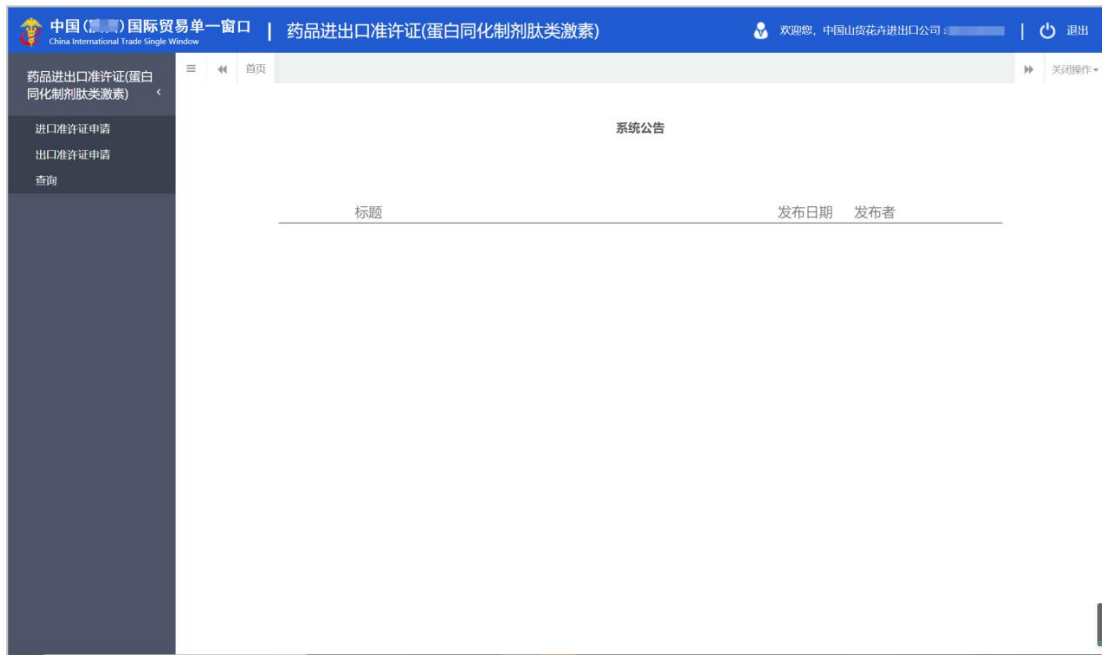 中国( )国际贸易单一窗口 | 药品进出口准许证(蛋白同化制剂肽类激素) 欢迎您，中国山货花卉进出口公司: | 退出
China International Trade Single Window
药品进出口准许证(蛋白
同化制剂肽类激素)
首页 关闭操作
进口准许证申请
出口准许证申请
查询
系统公告
标题 发布日期 发布者